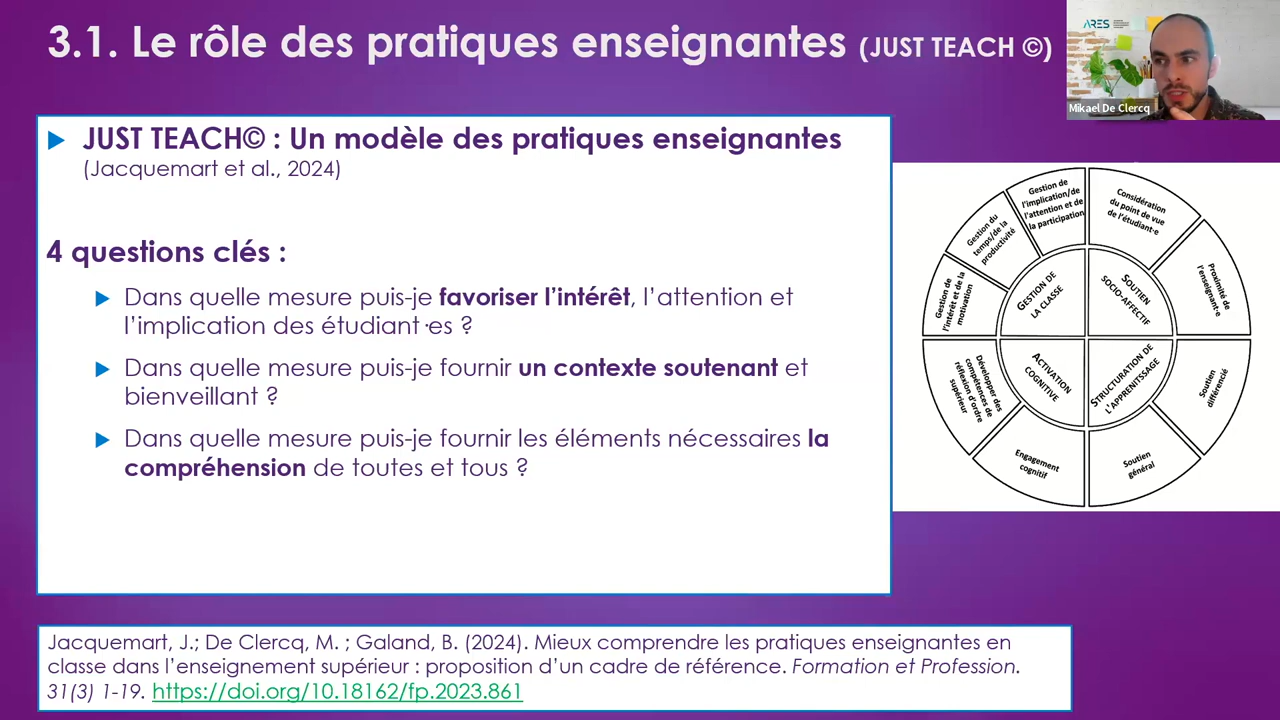 3.1. Le rôle des pratiques enseignantes (JUST TEACH ©)
ARES
Mikael De Clercq
JUST TEACH© : Un modèle des pratiques enseignantes
(Jacquemart et al., 2024)
4 questions clés :
Dans quelle mesure puis-je favoriser l'intérêt, l'attention et
l'implication des étudiant·es ?
Dans quelle mesure puis-je fournir un contexte soutenant et
bienveillant ?
Dans quelle mesure puis-je fournir les éléments nécessaires la
compréhension de toutes et tous ?
Gestion de
l'implication/de
l'attention et de
la participation
Considération
du point de vue
de l'étudiant·e
Gestion du
temps/de la
productivité
Proximité de
l'enseignant·e
Gestion de
l'intérêt et de la
motivation
GESTION DE
LA CLASSE
SOUTIEN
SOCIO-AFFECTIF
ACTIVATION
COGNITIVE
STRUCTURATION DE
L'APPRENITSSAGE
Développer des
compétences de
réflexion d'ordre
supérieur
Soutien
différencié
Engagement
cognitif
Soutien
général
Jacquemart, J.; De Clercq, M. ; Galand, B. (2024). Mieux comprendre les pratiques enseignantes en
classe dans l'enseignement supérieur : proposition d'un cadre de référence. Formation et Profession.
31(3) 1-19. https://doi.org/10.18162/fp.2023.861